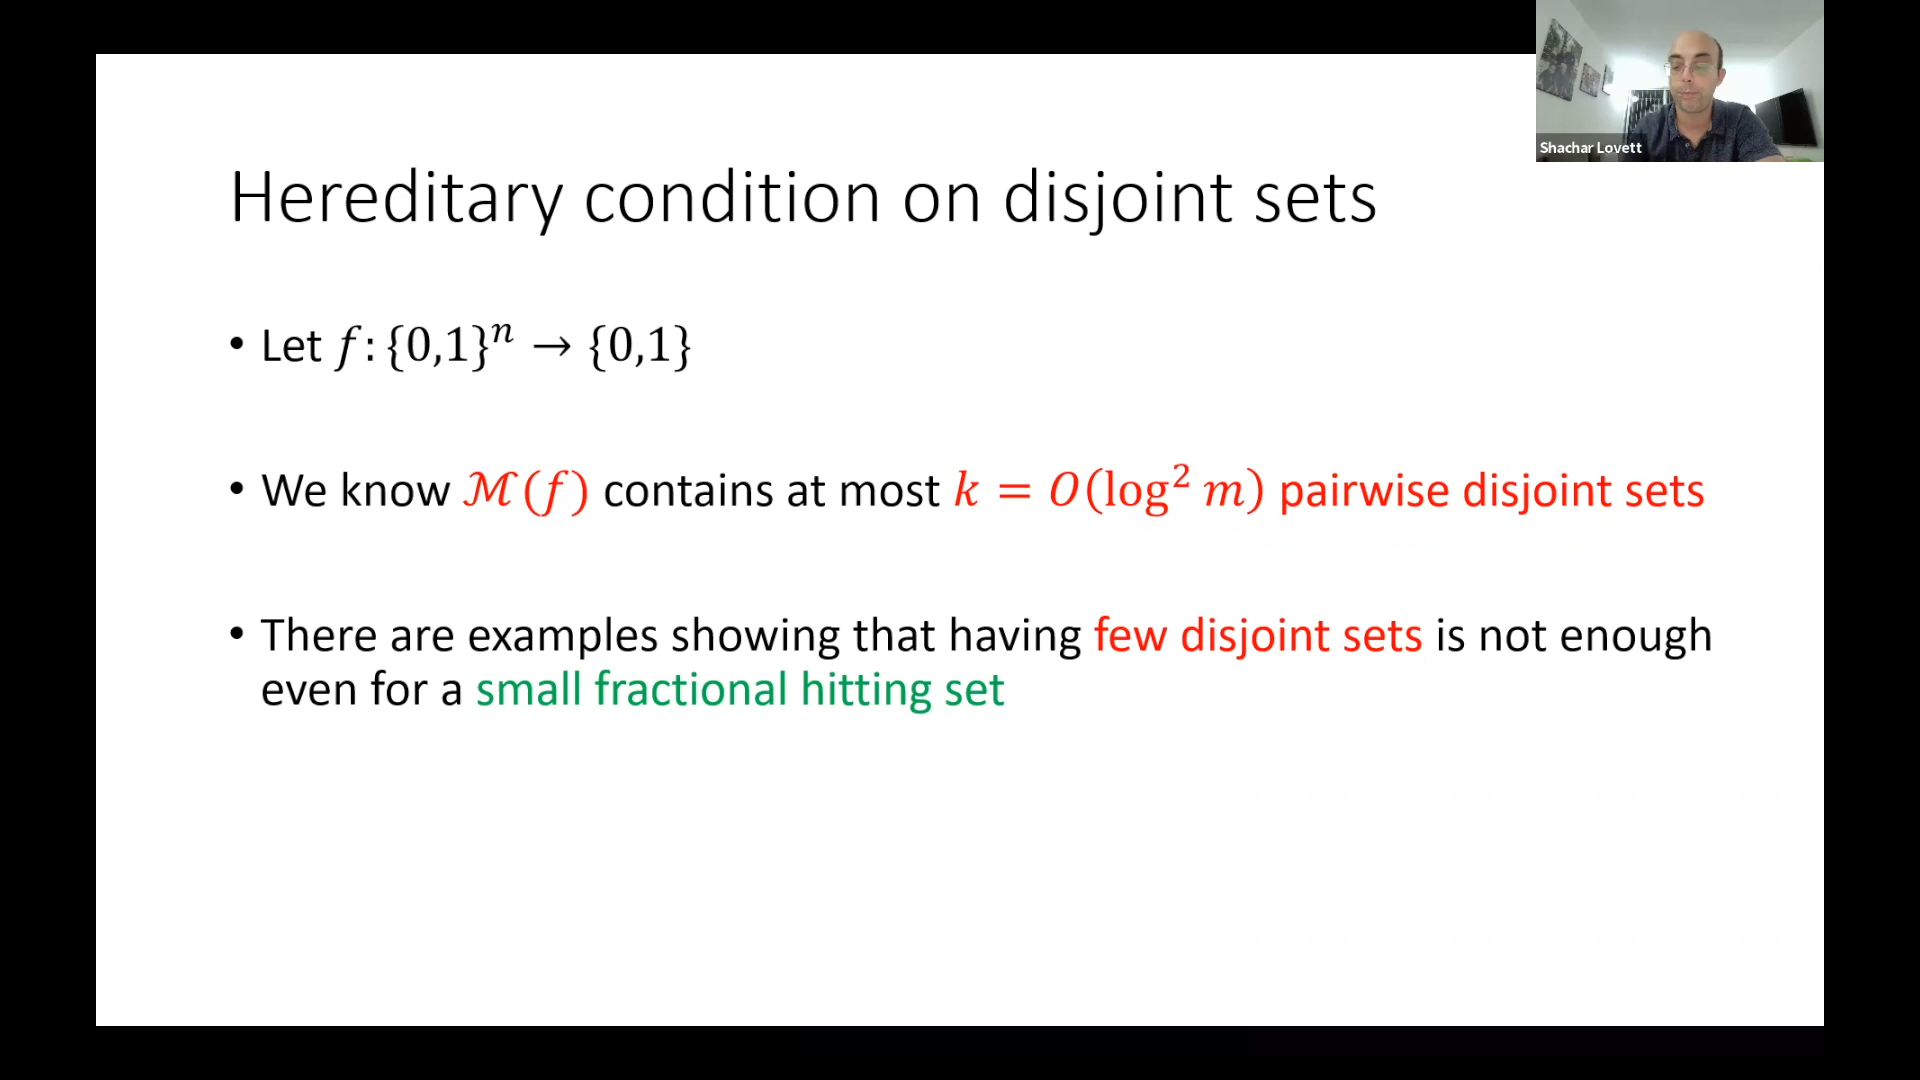 Shachar Lovett
Hereditary condition on disjoint sets
• Let f: {0,1}ⁿ → {0,1}
• We know ℳ(f) contains at most k = O(log² m) pairwise disjoint sets
• There are examples showing that having few disjoint sets is not enough
even for a small fractional hitting set